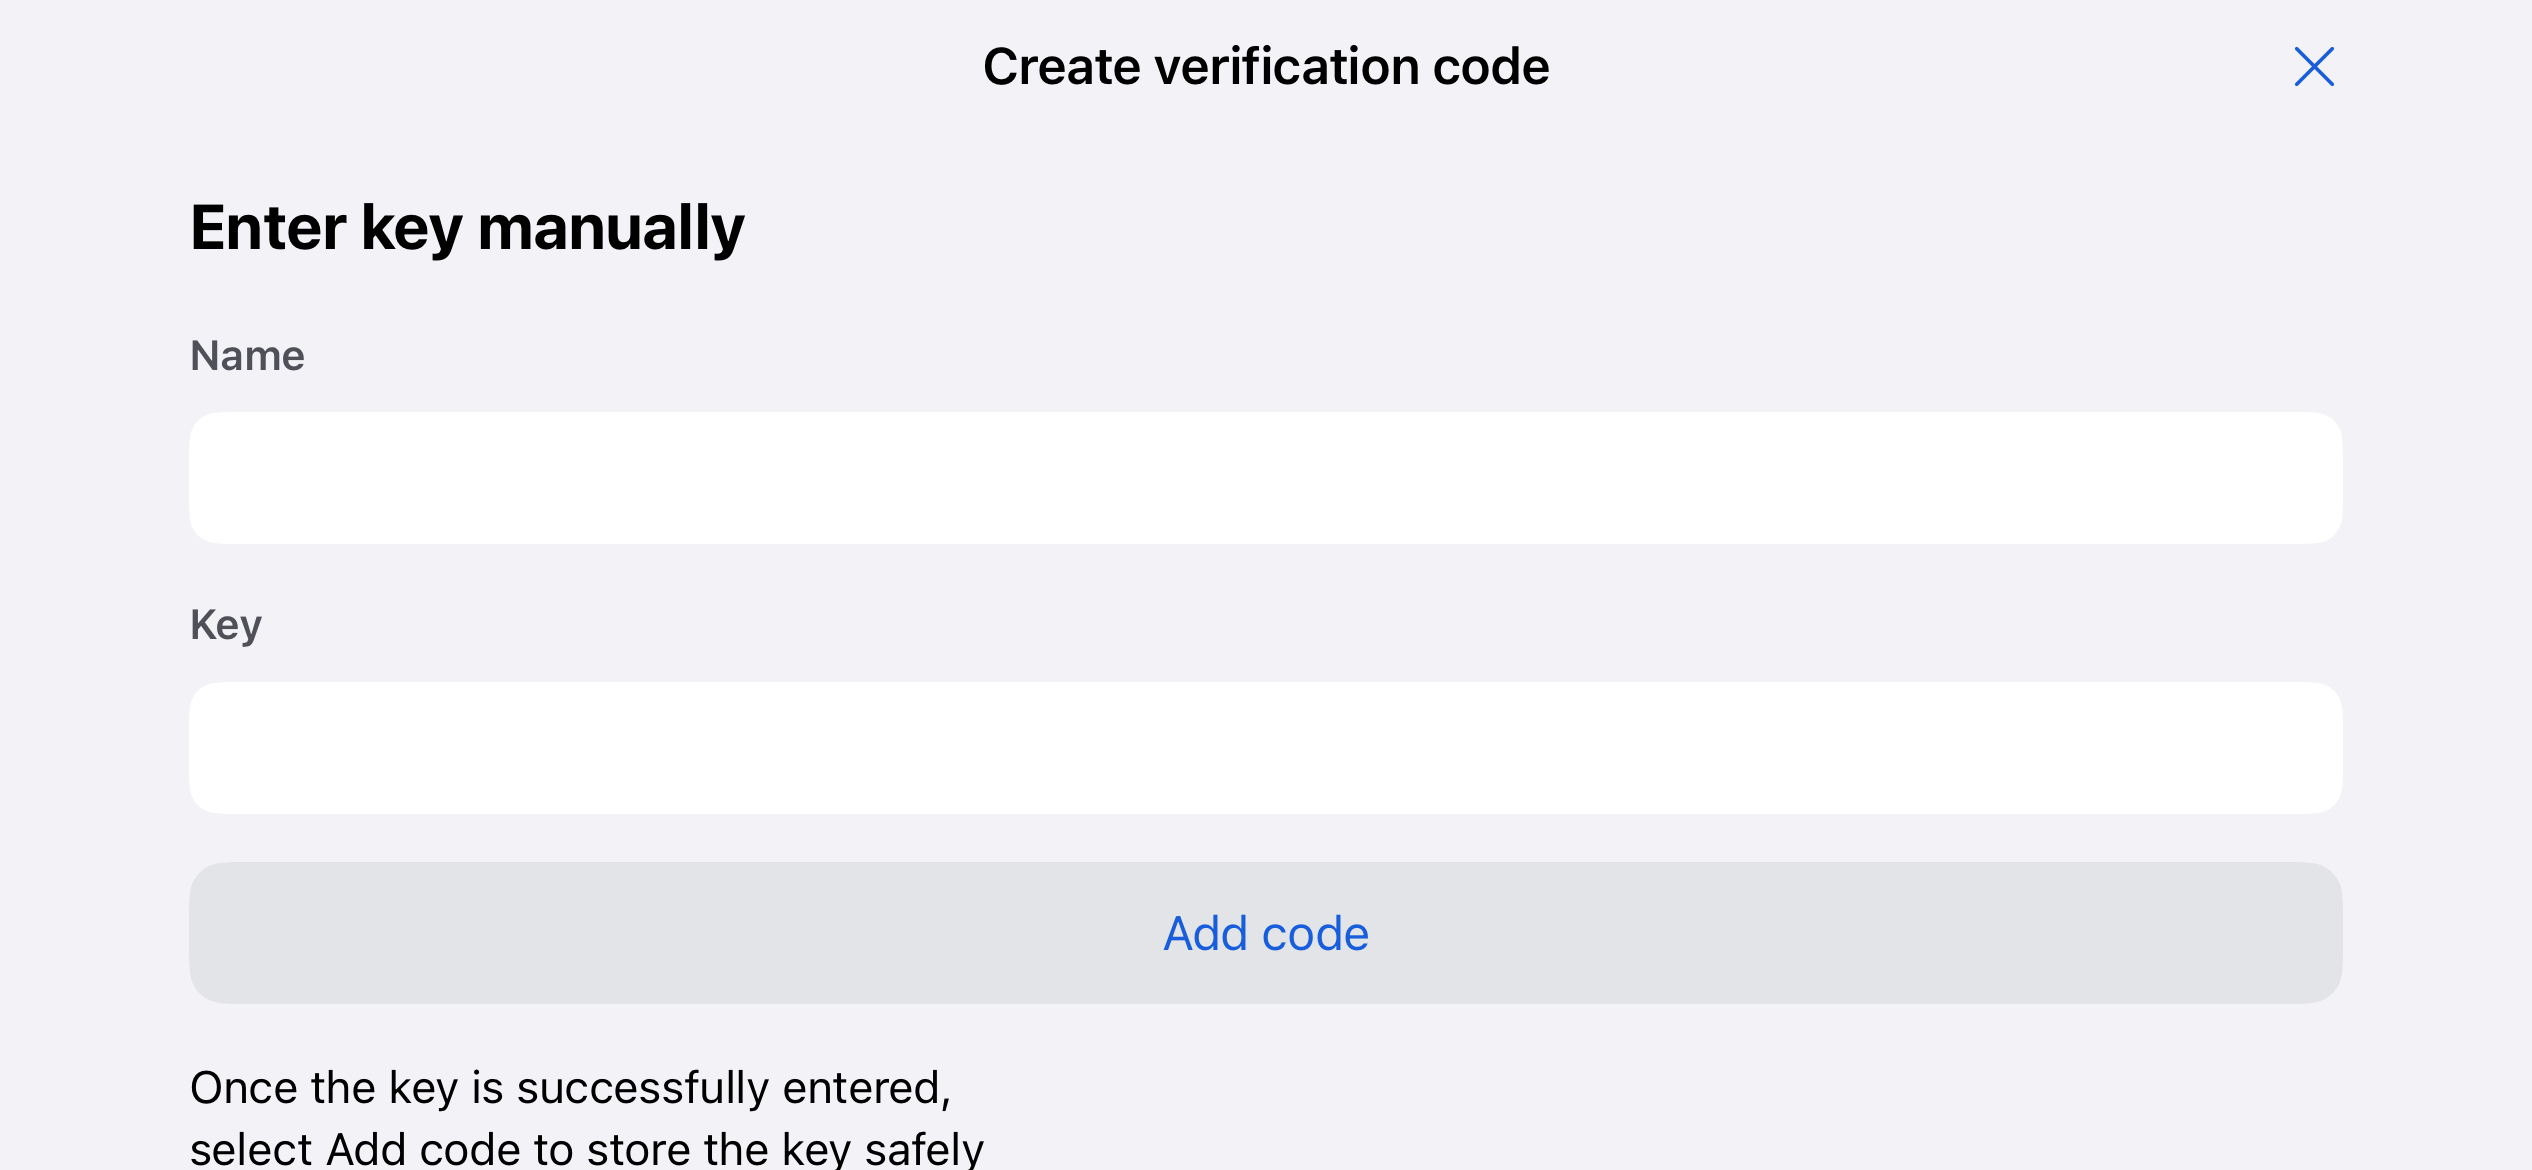 Create verification code
Enter key manually
Name
Key
Add code
Once the key is successfully entered,
select Add code to store the key safely